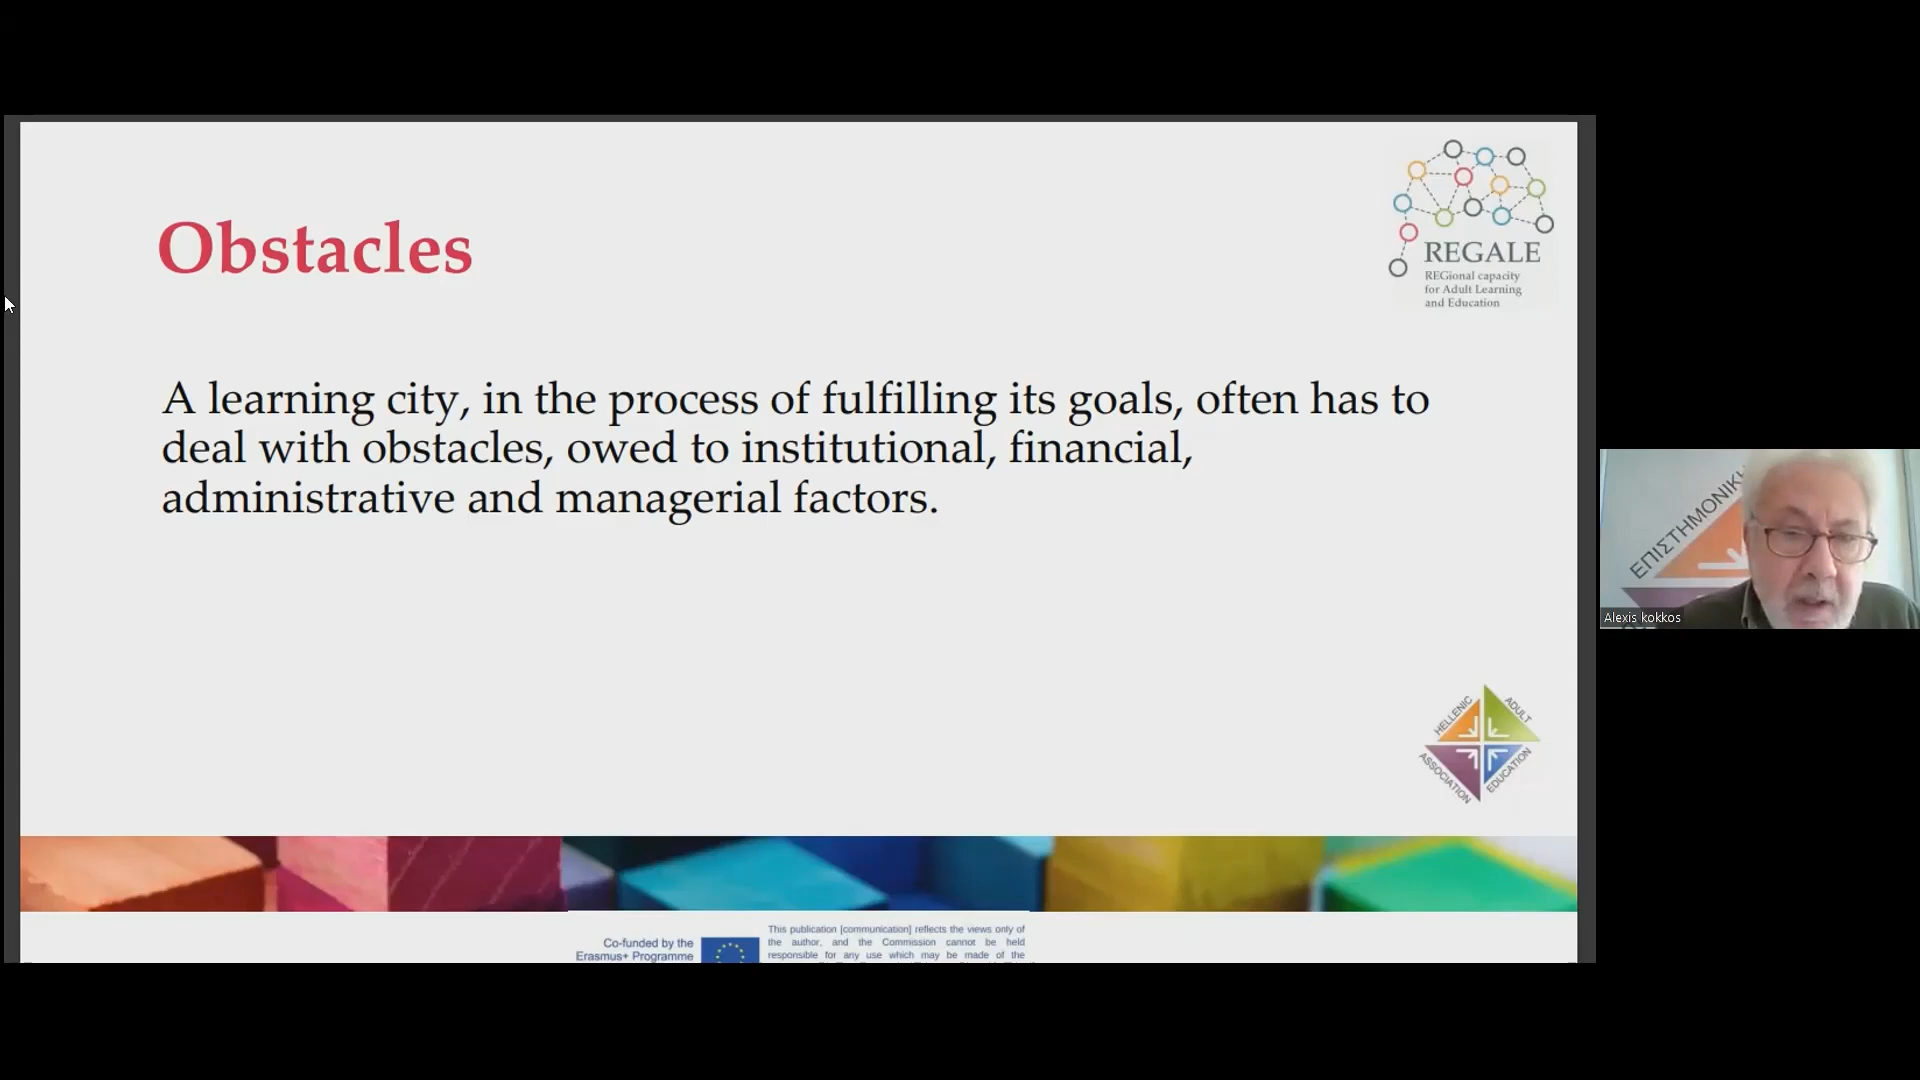 Obstacles
REGALE
REGional capacity
for Adult Learning
and Education
A learning city, in the process of fulfilling its goals, often has to
deal with obstacles, owed to institutional, financial,
administrative and managerial factors.
ΕΠΙΣΤΗΜΟΝΙΚΗ
Alexis kokkos
HELLENIC
ADULT
ASSOCIATION
EDUCATION
Co-funded by the
Erasmus+ Programme
This publication [communication] reflects the views only of
the author, and the Commission cannot be held
responsible for any use which may be made of the